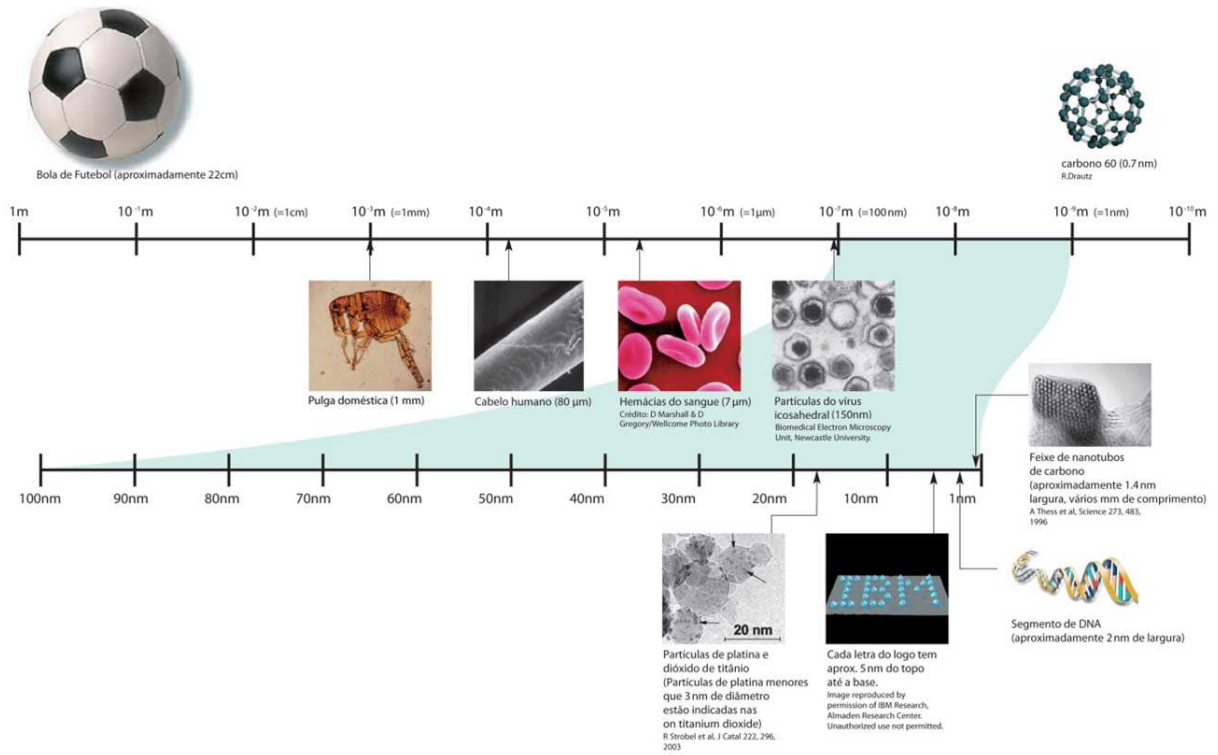 Bola de Futebol (aproximadamente 22cm)
carbono 60 (0.7 nm)
R.Drautz
1m
10⁻¹m
10⁻²m (=1cm)
10⁻³m (=1mm)
10⁻⁴m
10⁻⁵m
10⁻⁶m (=1µm)
10⁻⁷m (=100nm)
10⁻⁸m
10⁻⁹m (=1nm)
10⁻¹⁰m
Pulga doméstica (1 mm)
Cabelo humano (80 µm)
Hemácias do sangue (7 µm)
Crédito: D Marshall & D
Gregory/Wellcome Photo Library
Partículas do vírus
icosahedral (150nm)
Biomedical Electron Microscopy
Unit, Newcastle University.
Feixe de nanotubos
de carbono
(aproximadamente 1.4 nm
largura, vários mm de comprimento)
A Thess et al, Science 273, 483,
1996
100nm
90nm
80nm
70nm
60nm
50nm
40nm
30nm
20nm
10nm
1nm
20 nm
IBM
Partículas de platina e
dióxido de titânio
(Partículas de platina menores
que 3 nm de diâmetro
estão indicadas nas
on titanium dioxide)
R Strobel et al, J Catal 222, 296,
2003
Cada letra do logo tem
aprox. 5 nm do topo
até a base.
Image reproduced by
permission of IBM Research,
Almaden Research Center.
Unauthorized use not permitted.
Segmento de DNA
(aproximadamente 2 nm de largura)